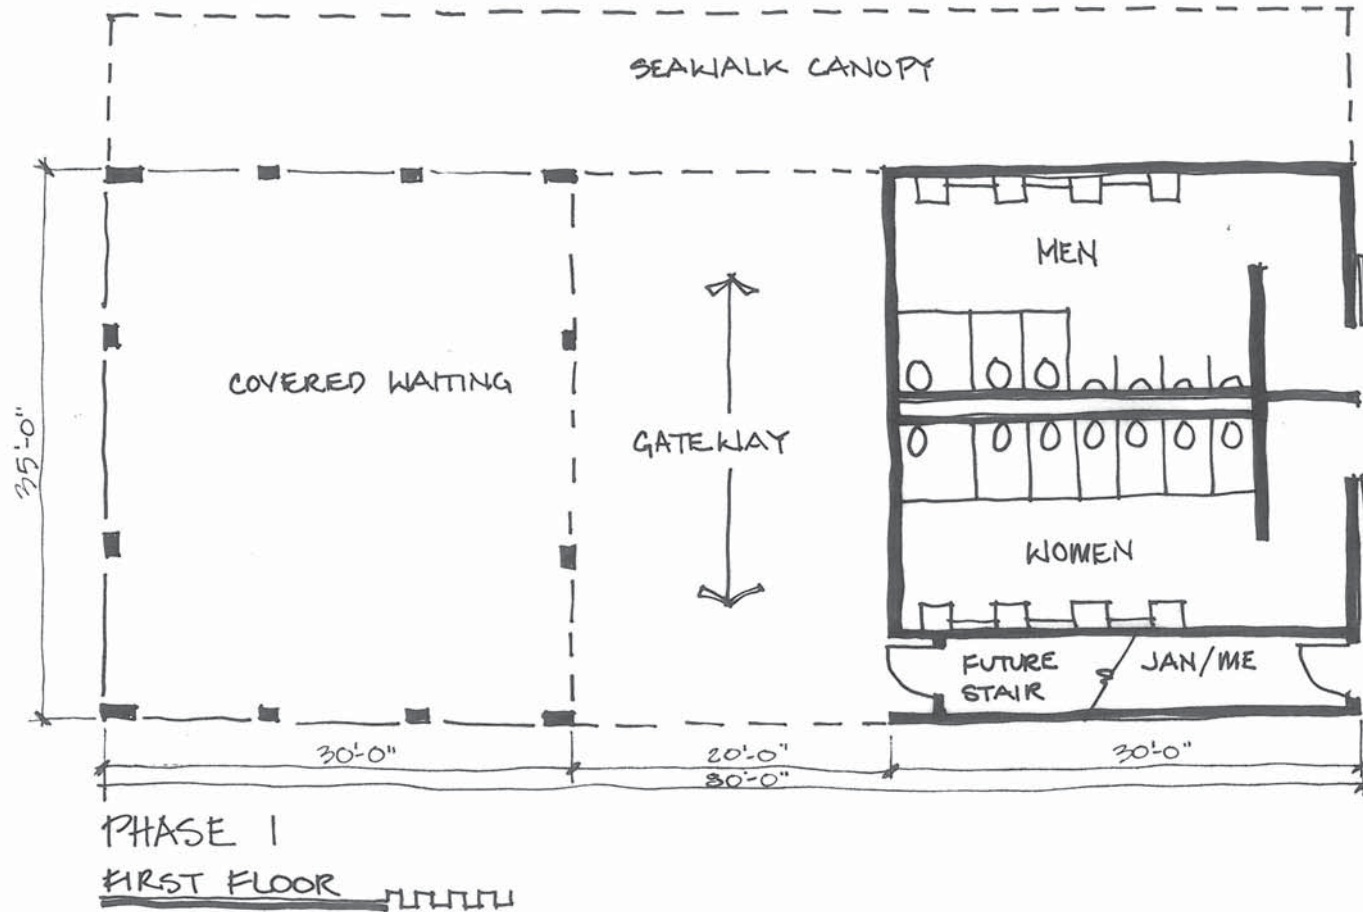 SEAWALK CANOPY
MEN
COVERED WAITING
GATEWAY
35'-0"
WOMEN
FUTURE
STAIR
JAN/ME
30'-0"
20'-0"
30'-0"
80'-0"
PHASE 1
FIRST FLOOR